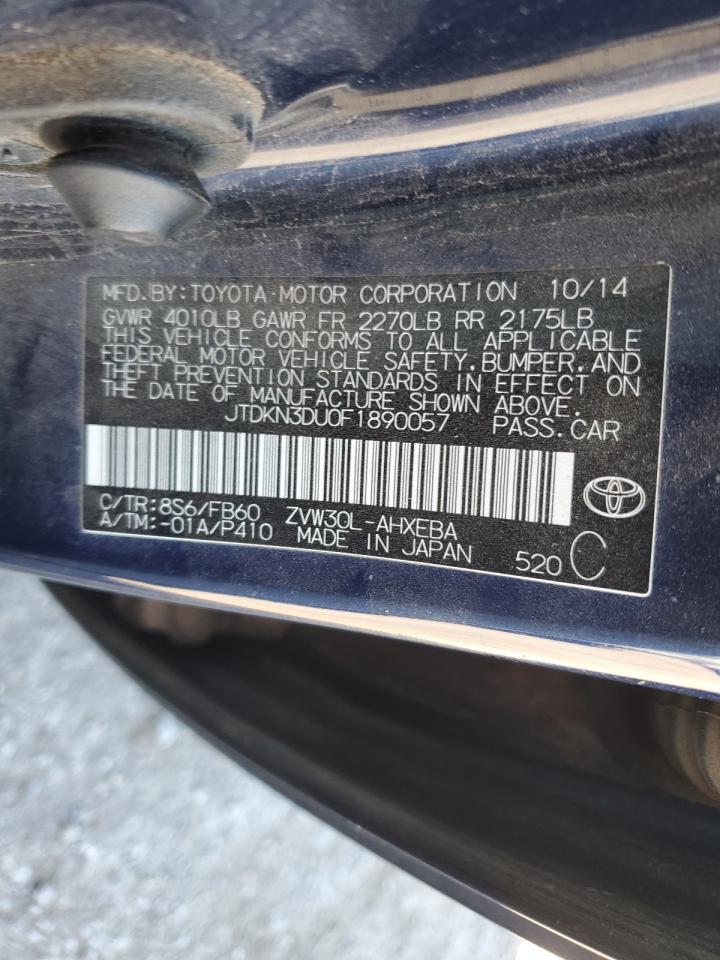 MFD.BY:TOYOTA MOTOR CORPORATION 10/14
GVWR 4010LB GAWR FR 2270LB RR 2175LB
THIS VEHICLE CONFORMS TO ALL APPLICABLE
FEDERAL MOTOR VEHICLE SAFETY,BUMPER,AND
THEFT PREVENTION STANDARDS IN EFFECT ON
THE DATE OF MANUFACTURE SHOWN ABOVE.
JTDKN3DU0F1890057 PASS.CAR
C/TR:8S6/FB60 ZVW30L-AHXEBA
A/TM:-01A/P410 MADE IN JAPAN 520 C